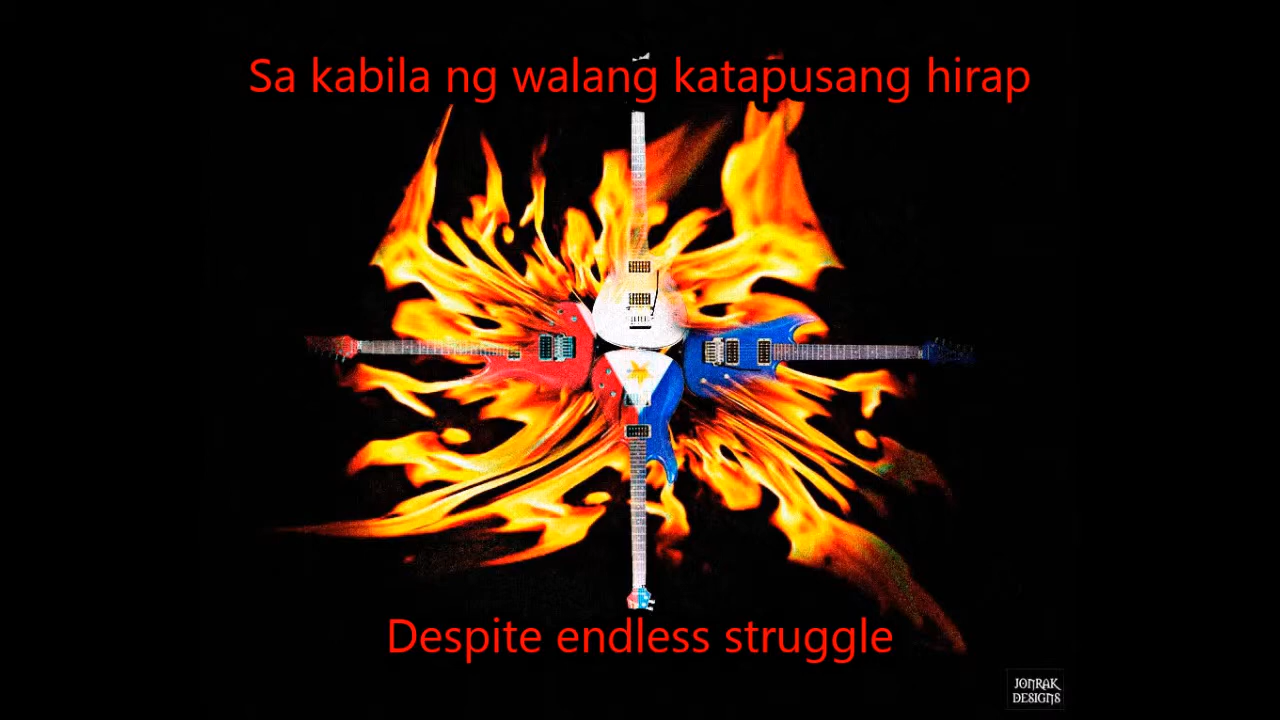 Sa kabila ng walang katapusang hirap
Despite endless struggle
JONRAK
DESIGNS